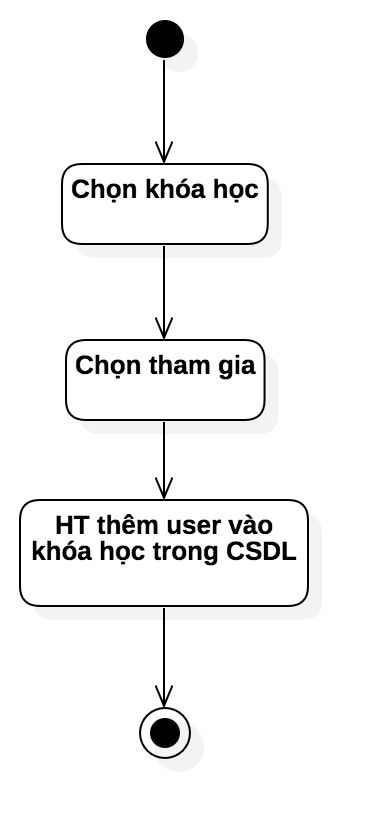 Chọn khóa học
Chọn tham gia
HT thêm user vào
khóa học trong CSDL